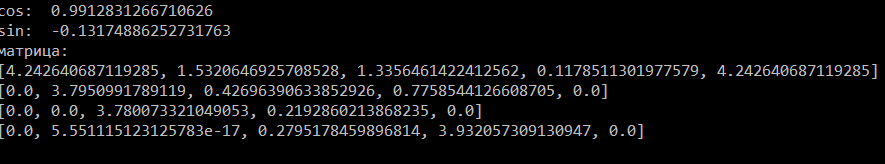 cos:  0.9912831266710626
sin:  -0.13174886252731763
матрица:
[4.242640687119285, 1.5320646925708528, 1.3356461422412562, 0.1178511301977579, 4.242640687119285]
[0.0, 3.7950991789119, 0.42696390633852926, 0.7758544126608705, 0.0]
[0.0, 0.0, 3.780073321049053, 0.2192860213868235, 0.0]
[0.0, 5.551115123125783e-17, 0.2795178459896814, 3.932057309130947, 0.0]